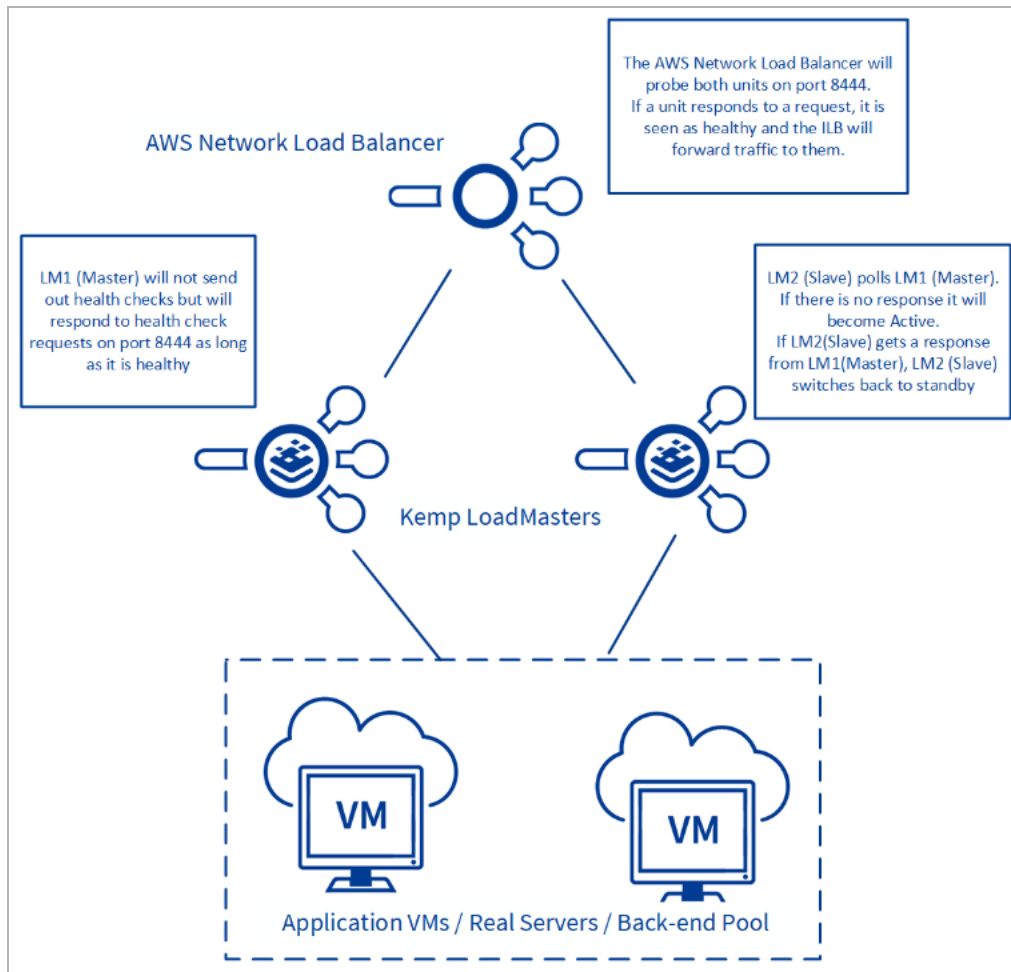 The AWS Network Load Balancer will
probe both units on port 8444.
If a unit responds to a request, it is
seen as healthy and the ILB will
forward traffic to them.
AWS Network Load Balancer
LM1 (Master) will not send
out health checks but will
respond to health check
requests on port 8444 as long
as it is healthy
LM2 (Slave) polls LM1 (Master).
If there is no response it will
become Active.
If LM2(Slave) gets a response
from LM1(Master), LM2 (Slave)
switches back to standby
Kemp LoadMasters
VM
VM
Application VMs / Real Servers / Back-end Pool